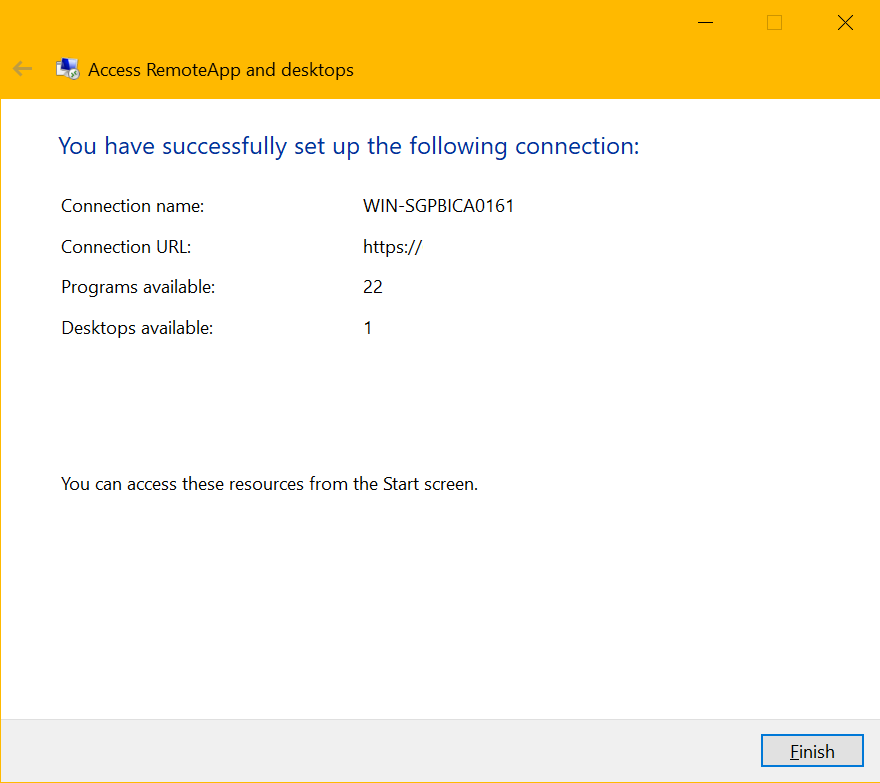 Access RemoteApp and desktops
You have successfully set up the following connection:
Connection name: WIN-SGPBICA0161
Connection URL: https://
Programs available: 22
Desktops available: 1
You can access these resources from the Start screen.
Finish